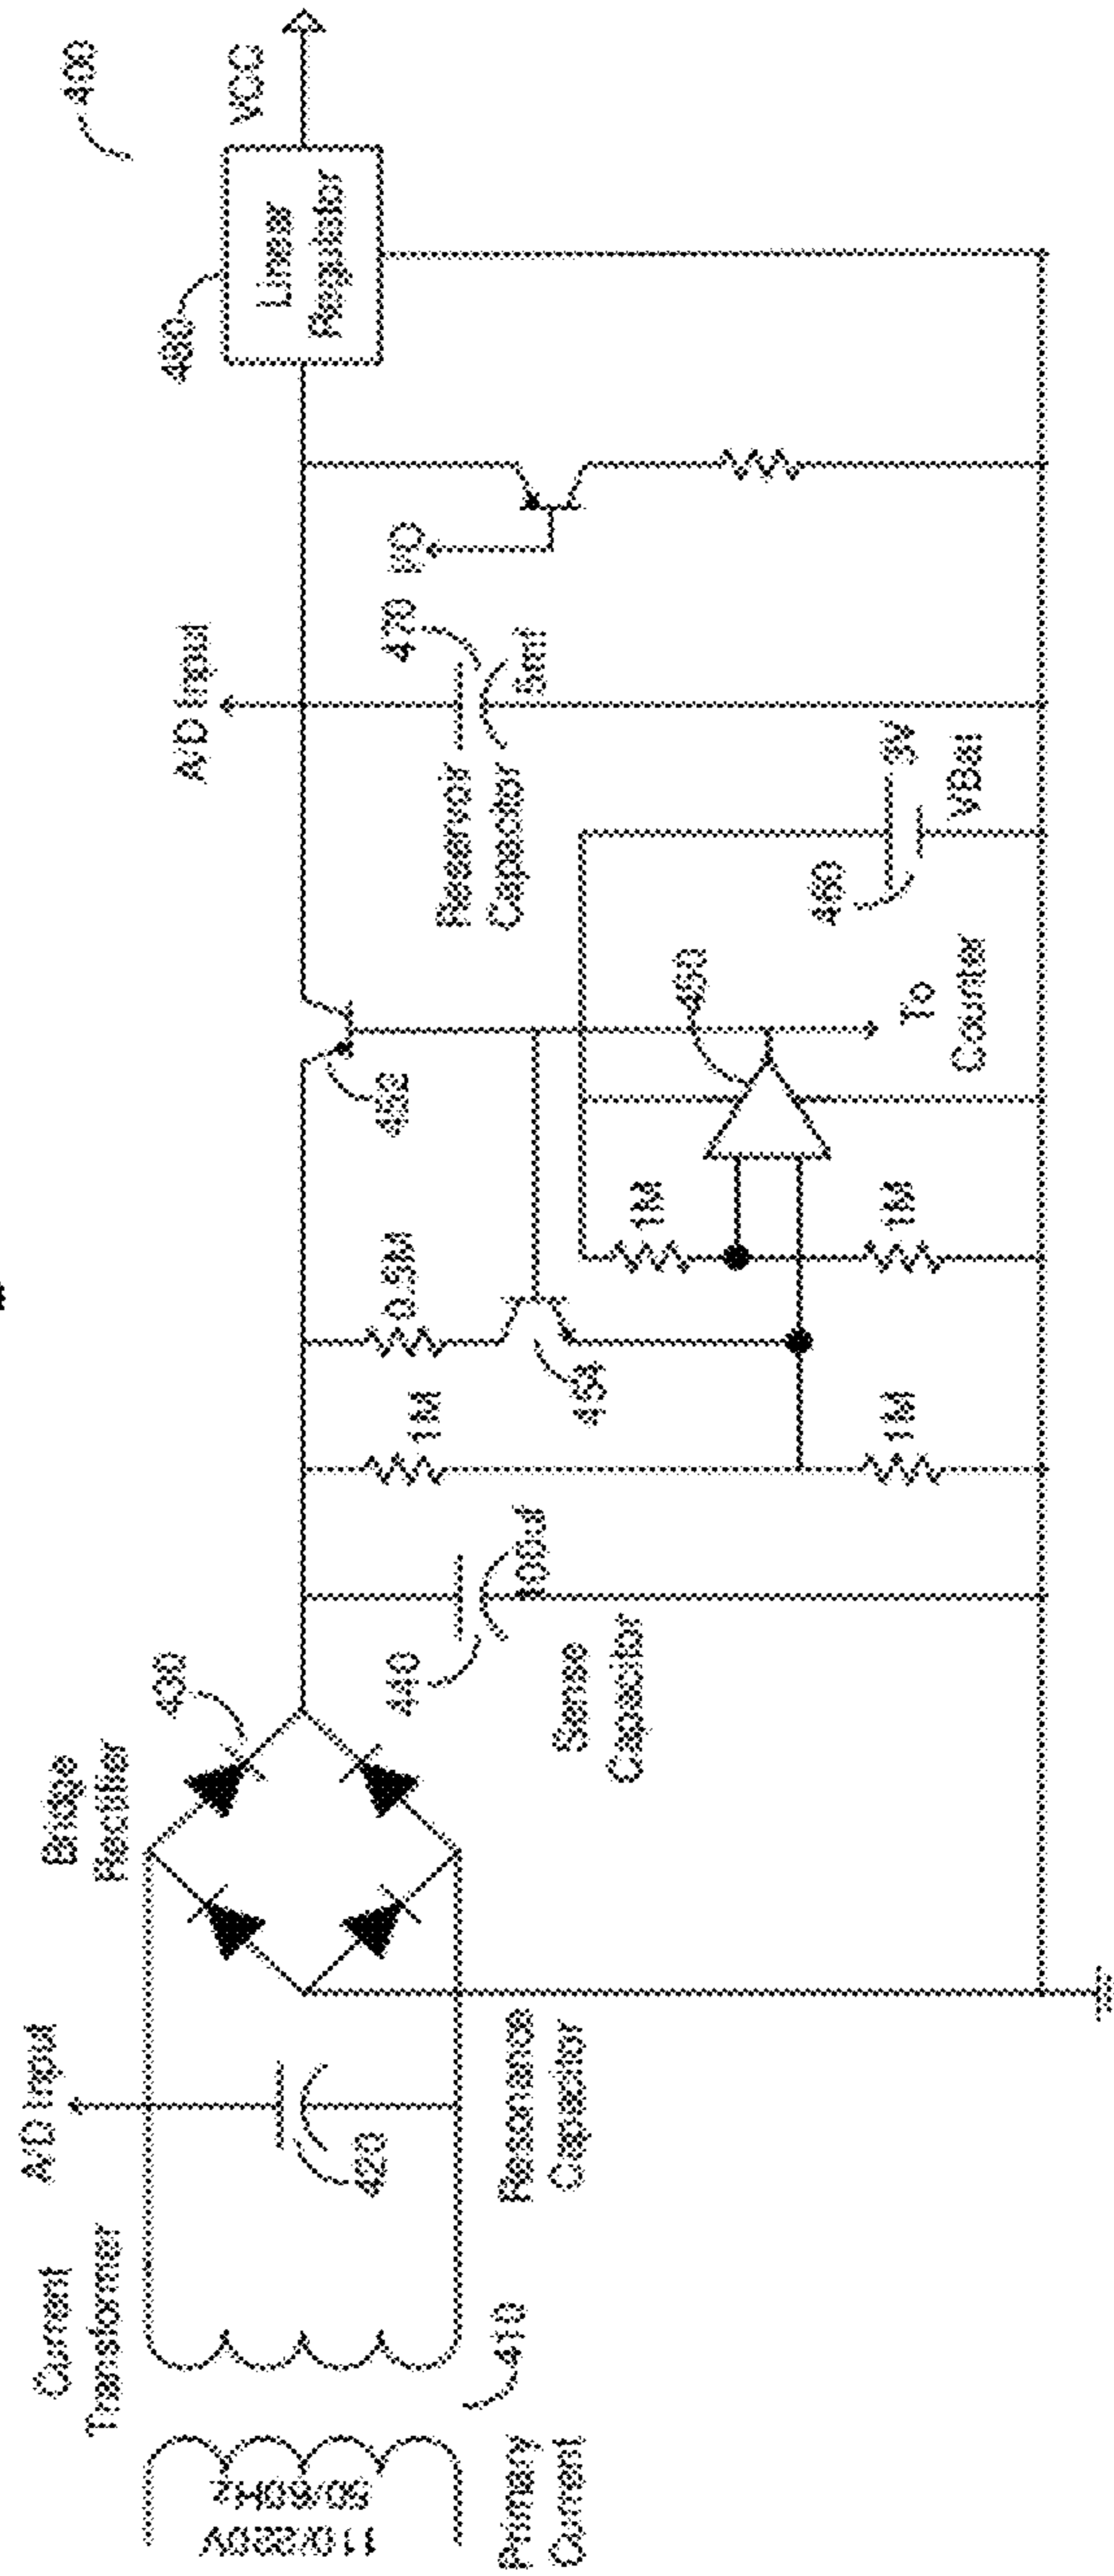 400
110/220V
50/60Hz
Primary
Current
410
Current
Transformer
A/D Input
420
Resonance
Capacitor
Bridge
Rectifier
430
440
100uf
Sense
Capacitor
1M
1M
0.5M
454
1M
1M
452
450
To
Counter
460
3V
VBat
A/D Input
Reservoir
Capacitor
470
5mf
I/O
480
Linear
Regulator
VCC